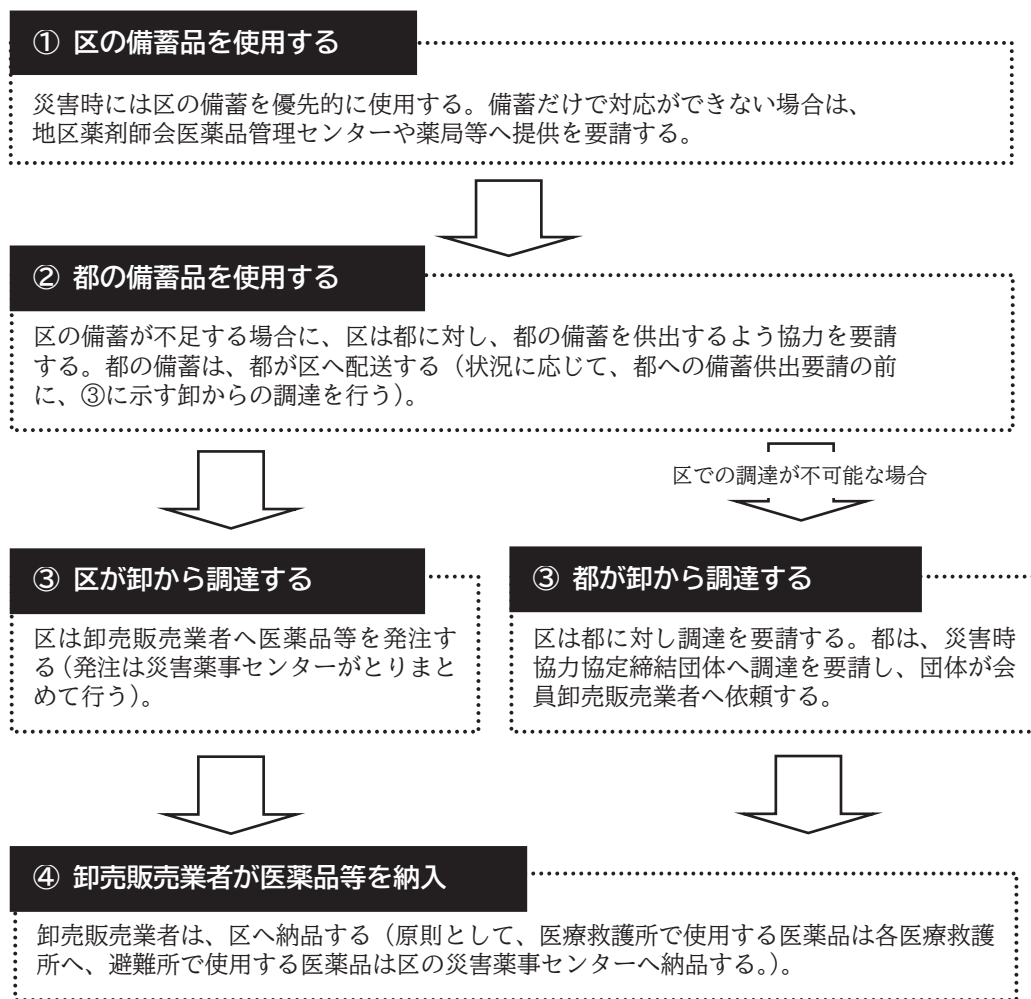 ① 区の備蓄品を使用する
災害時には区の備蓄を優先的に使用する。備蓄だけで対応ができない場合は、
地区薬剤師会医薬品管理センターや薬局等へ提供を要請する。
② 都の備蓄品を使用する
区の備蓄が不足する場合に、区は都に対し、都の備蓄を供出するよう協力を要請
する。都の備蓄は、都が区へ配送する（状況に応じて、都への備蓄供出要請の前
に、③に示す卸からの調達を行う）。
区での調達が不可能な場合
③ 区が卸から調達する
区は卸売販売業者へ医薬品等を発注す
る（発注は災害薬事センターがとりまと
めて行う）。
③ 都が卸から調達する
区は都に対し調達を要請する。都は、災害時
協力協定締結団体へ調達を要請し、団体が会
員卸売販売業者へ依頼する。
④ 卸売販売業者が医薬品等を納入
卸売販売業者は、区へ納品する（原則として、医療救護所で使用する医薬品は各医療救護
所へ、避難所で使用する医薬品は区の災害薬事センターへ納品する。）。